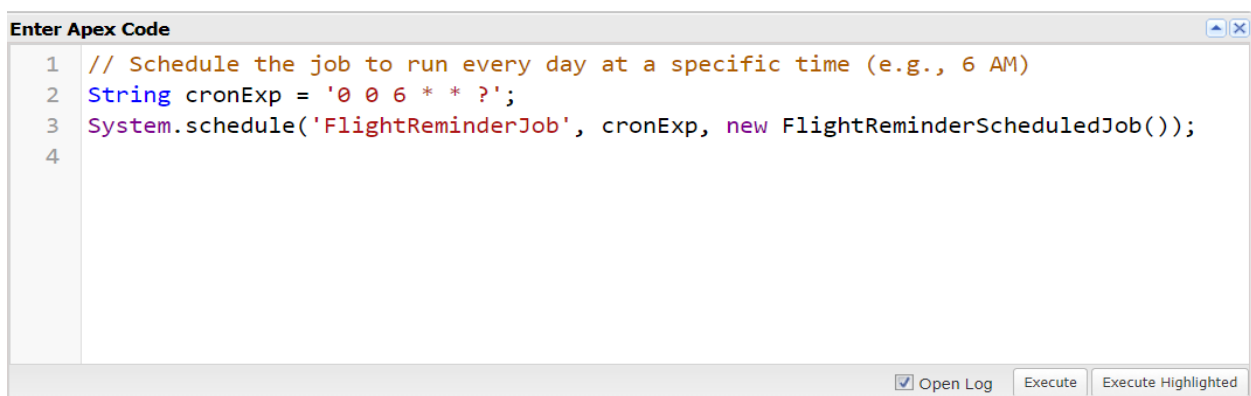 Enter Apex Code
1 // Schedule the job to run every day at a specific time (e.g., 6 AM)
2 String cronExp = '0 0 6 * * ?';
3 System.schedule('FlightReminderJob', cronExp, new FlightReminderScheduledJob());
4
Open Log Execute Execute Highlighted